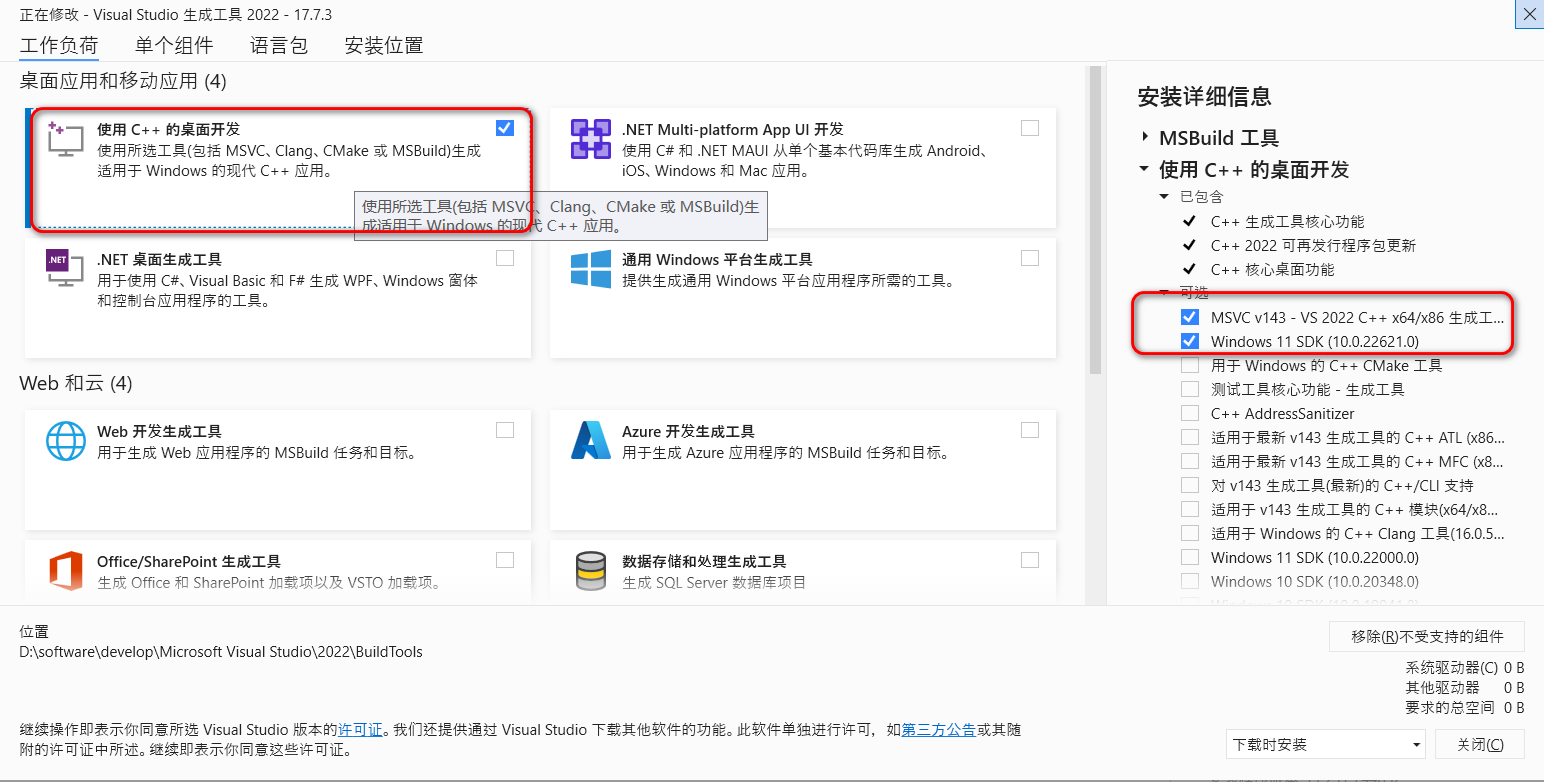 正在修改 - Visual Studio 生成工具 2022 - 17.7.3
工作负荷 单个组件 语言包 安装位置
桌面应用和移动应用 (4)
使用 C++ 的桌面开发
使用所选工具(包括 MSVC、Clang、CMake 或 MSBuild)生成
适用于 Windows 的现代 C++ 应用。
.NET Multi-platform App UI 开发
使用 C# 和 .NET MAUI 从单个基本代码库生成 Android、
iOS、Windows 和 Mac 应用。
使用所选工具(包括 MSVC、Clang、CMake 或 MSBuild)生
成适用于 Windows 的现代 C++ 应用。
.NET
.NET 桌面生成工具
用于使用 C#、Visual Basic 和 F# 生成 WPF、Windows 窗体
和控制台应用程序的工具。
通用 Windows 平台生成工具
提供生成通用 Windows 平台应用程序所需的工具。
Web 和云 (4)
Web 开发生成工具
用于生成 Web 应用程序的 MSBuild 任务和目标。
Azure 开发生成工具
用于生成 Azure 应用程序的 MSBuild 任务和目标。
Office/SharePoint 生成工具
生成 Office 和 SharePoint 加载项以及 VSTO 加载项。
数据存储和处理生成工具
生成 SQL Server 数据库项目
安装详细信息
MSBuild 工具
使用 C++ 的桌面开发
已包含
C++ 生成工具核心功能
C++ 2022 可再发行程序包更新
C++ 核心桌面功能
可选
MSVC v143 - VS 2022 C++ x64/x86 生成工...
Windows 11 SDK (10.0.22621.0)
用于 Windows 的 C++ CMake 工具
测试工具核心功能 - 生成工具
C++ AddressSanitizer
适用于最新 v143 生成工具的 C++ ATL (x86...
适用于最新 v143 生成工具的 C++ MFC (x8...
对 v143 生成工具(最新)的 C++/CLI 支持
适用于 v143 生成工具的 C++ 模块(x64/x8...
适用于 Windows 的 C++ Clang 工具(16.0.5...
Windows 11 SDK (10.0.22000.0)
Windows 10 SDK (10.0.20348.0)
位置
D:\software\develop\Microsoft Visual Studio\2022\BuildTools
移除(R)不受支持的组件
系统驱动器(C) 0 B
其他驱动器 0 B
要求的总空间 0 B
继续操作即表示你同意所选 Visual Studio 版本的许可证。我们还提供通过 Visual Studio 下载其他软件的功能。此软件单独进行许可，如第三方公告或其随
附的许可证中所述。继续即表示你同意这些许可证。
下载时安装
关闭(C)